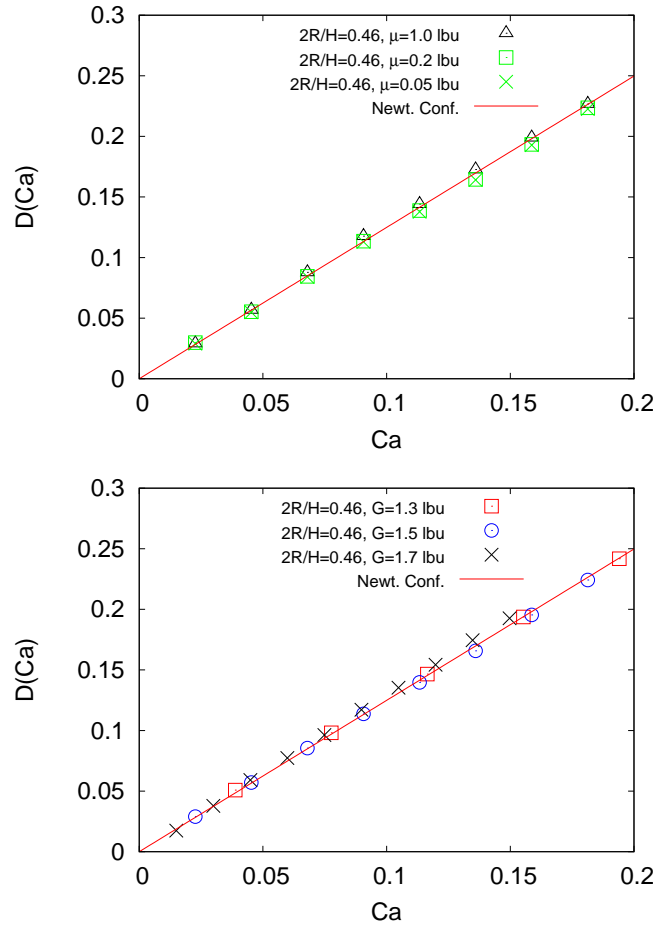 2R/H=0.46, μ=1.0 lbu
2R/H=0.46, μ=0.2 lbu
2R/H=0.46, μ=0.05 lbu
Newt. Conf.
0.3
0.25
0.2
0.15
0.1
0.05
0
D(Ca)
0 0.05 0.1 0.15 0.2
Ca
2R/H=0.46, G=1.3 lbu
2R/H=0.46, G=1.5 lbu
2R/H=0.46, G=1.7 lbu
Newt. Conf.
0.3
0.25
0.2
0.15
0.1
0.05
0
D(Ca)
0 0.05 0.1 0.15 0.2
Ca